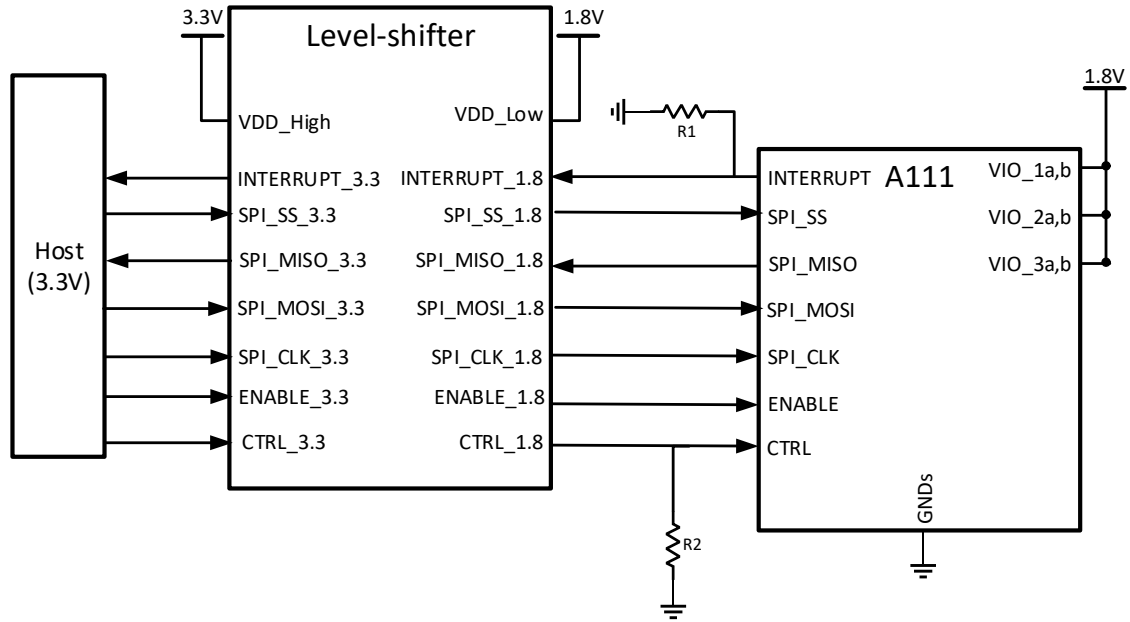 3.3V
Level-shifter
1.8V
VDD_High
VDD_Low
R1
1.8V
INTERRUPT_3.3
INTERRUPT_1.8
INTERRUPT
A111
VIO_1a,b
SPI_SS_3.3
SPI_SS_1.8
SPI_SS
VIO_2a,b
Host
(3.3V)
SPI_MISO_3.3
SPI_MISO_1.8
SPI_MISO
VIO_3a,b
SPI_MOSI_3.3
SPI_MOSI_1.8
SPI_MOSI
SPI_CLK_3.3
SPI_CLK_1.8
SPI_CLK
ENABLE_3.3
ENABLE_1.8
ENABLE
CTRL_3.3
CTRL_1.8
CTRL
GNDs
R2